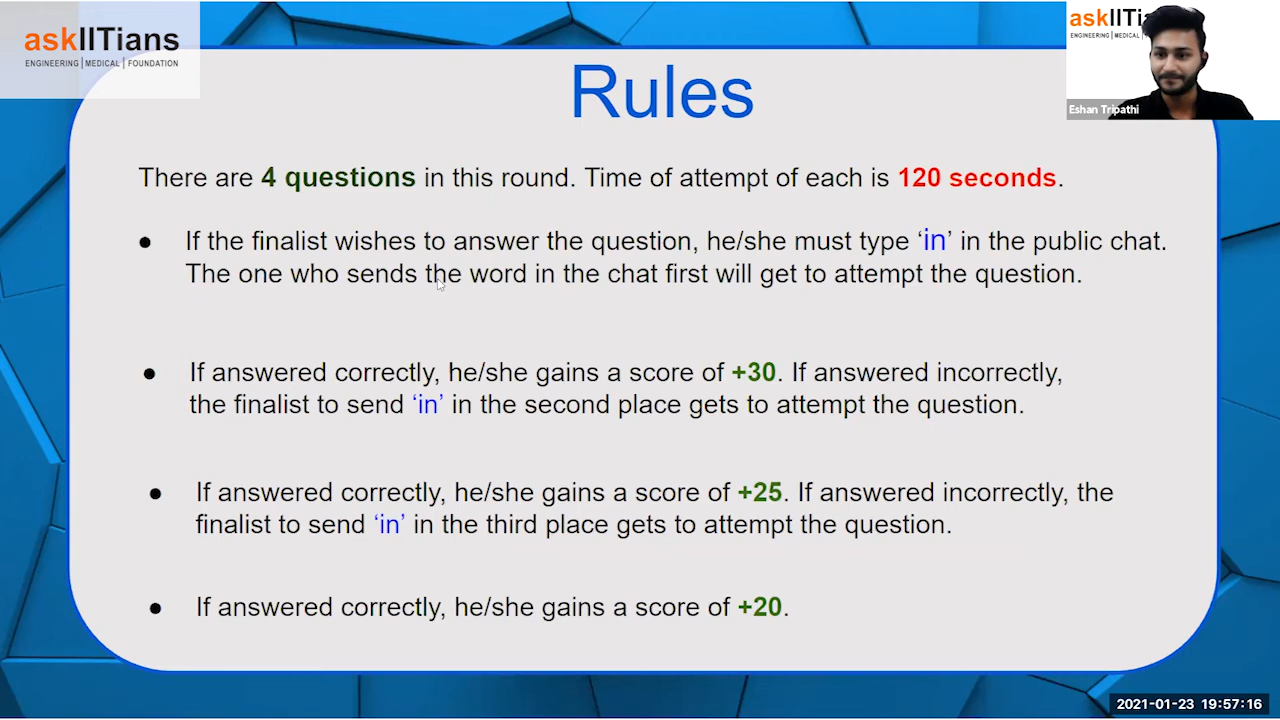 askIITians
ENGINEERING | MEDICAL | FOUNDATION
askIITi
ENGINEERING | MEDICAL
Eshan Tripathi
Rules
There are 4 questions in this round. Time of attempt of each is 120 seconds.
● If the finalist wishes to answer the question, he/she must type ‘in’ in the public chat.
The one who sends the word in the chat first will get to attempt the question.
● If answered correctly, he/she gains a score of +30. If answered incorrectly,
the finalist to send ‘in’ in the second place gets to attempt the question.
● If answered correctly, he/she gains a score of +25. If answered incorrectly, the
finalist to send ‘in’ in the third place gets to attempt the question.
● If answered correctly, he/she gains a score of +20.
2021-01-23 19:57:16